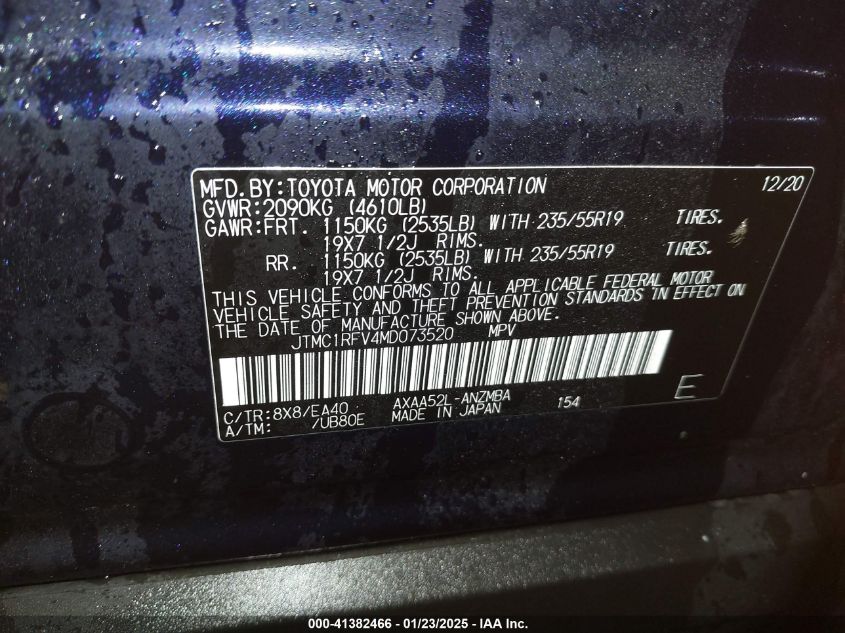 MFD.BY:TOYOTA MOTOR CORPORATION 12/20
GVWR:2090KG (4610LB)
GAWR:FRT. 1150KG (2535LB) WITH 235/55R19 TIRES.
19X7 1/2J RIMS.
RR. 1150KG (2535LB) WITH 235/55R19 TIRES.
19X7 1/2J RIMS.
THIS VEHICLE CONFORMS TO ALL APPLICABLE FEDERAL MOTOR
VEHICLE SAFETY AND THEFT PREVENTION STANDARDS IN EFFECT ON
THE DATE OF MANUFACTURE SHOWN ABOVE.
JTMC1RFV4MD073520 MPV
C/TR:8X8/EA40 AXAA52L-ANZMBA 154 E
A/TM: /UB80E MADE IN JAPAN
000-41382466 - 01/23/2025 - IAA Inc.